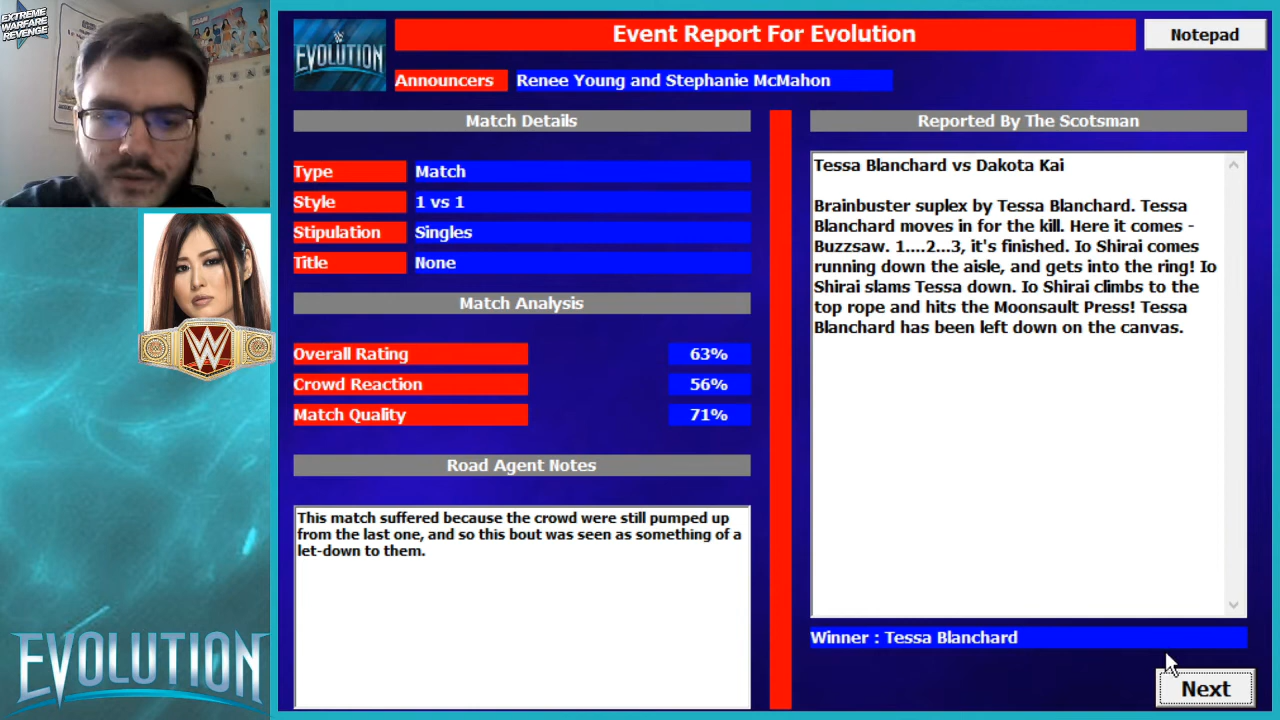 EXTREME
WARFARE
REVENGE
EVOLUTION
Event Report For Evolution
Notepad
Announcers
Renee Young and Stephanie McMahon
Match Details
Type
Match
Style
1 vs 1
Stipulation
Singles
Title
None
Match Analysis
Overall Rating
63%
Crowd Reaction
56%
Match Quality
71%
Road Agent Notes
This match suffered because the crowd were still pumped up
from the last one, and so this bout was seen as something of a
let-down to them.
Reported By The Scotsman
Tessa Blanchard vs Dakota Kai
Brainbuster suplex by Tessa Blanchard. Tessa
Blanchard moves in for the kill. Here it comes -
Buzzsaw. 1....2...3, it's finished. Io Shirai comes
running down the aisle, and gets into the ring! Io
Shirai slams Tessa down. Io Shirai climbs to the
top rope and hits the Moonsault Press! Tessa
Blanchard has been left down on the canvas.
Winner : Tessa Blanchard
Next
EVOLUTION